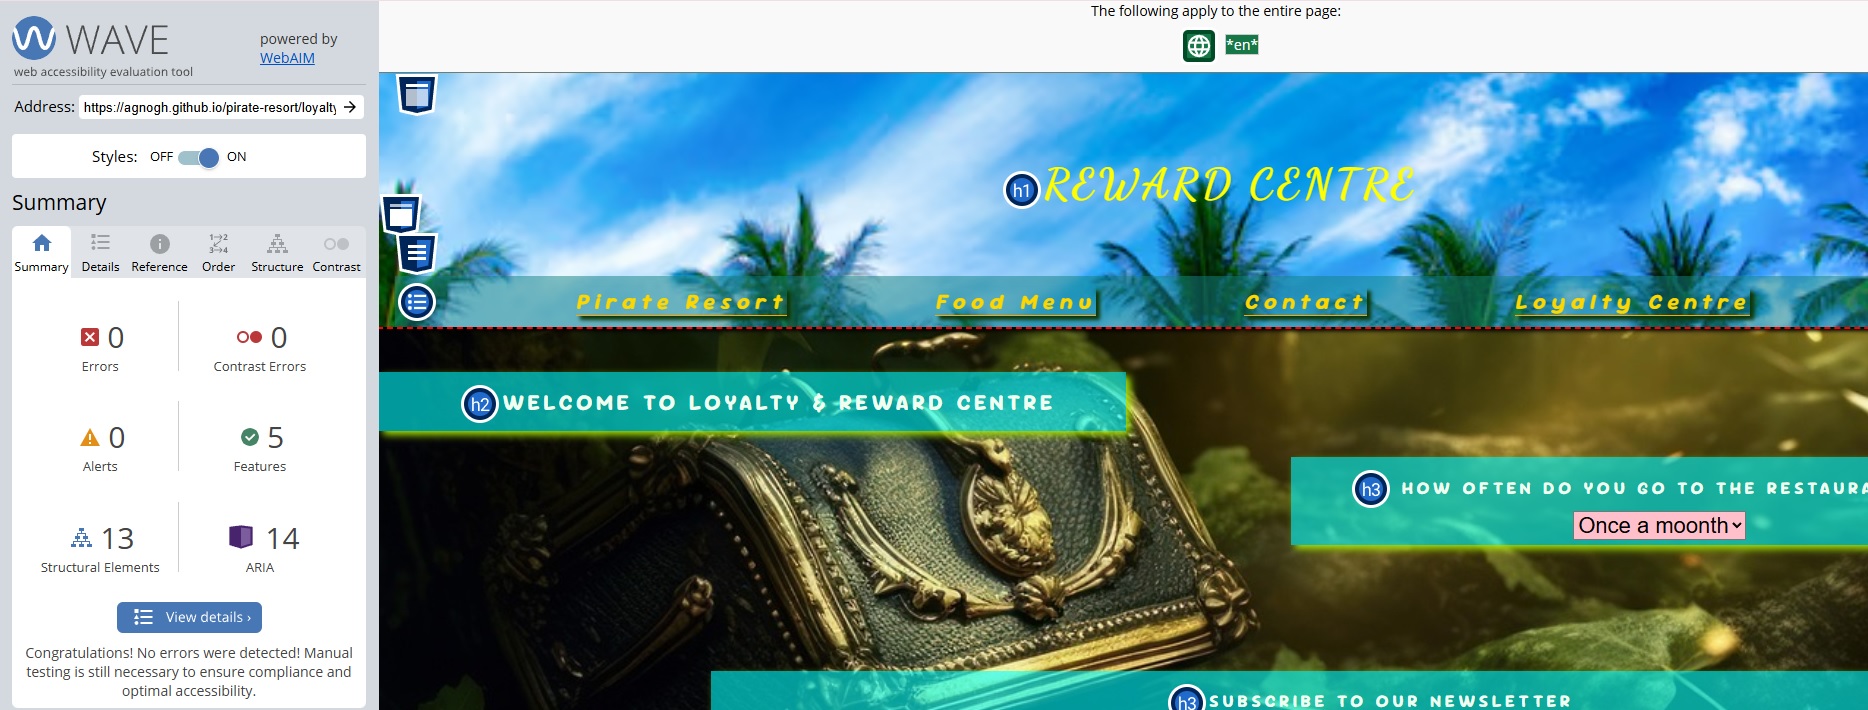 WAVE
powered by
WebAIM
web accessibility evaluation tool
Address: https://agnogh.github.io/pirate-resort/loyalt
Styles: OFF ON
Summary
Summary Details Reference Order Structure Contrast
0 0
Errors Contrast Errors
0 5
Alerts Features
13 14
Structural Elements ARIA
View details ›
Congratulations! No errors were detected! Manual
testing is still necessary to ensure compliance and
optimal accessibility.
The following apply to the entire page:
*en*
h1 REWARD CENTRE
Pirate Resort Food Menu Contact Loyalty Centre
h2 WELCOME TO LOYALTY & REWARD CENTRE
h3 HOW OFTEN DO YOU GO TO THE RESTAURA
Once a moonth
h3 SUBSCRIBE TO OUR NEWSLETTER